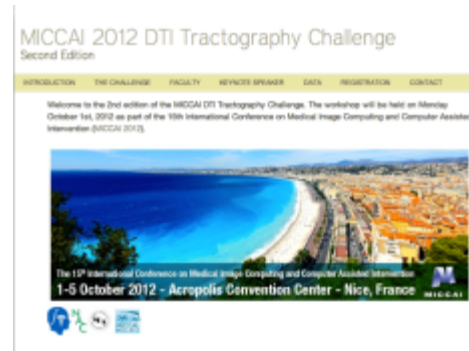 MICCAI 2012 DTI Tractography Challenge
Second Edition
INTRODUCTION THE CHALLENGE FACULTY KEYNOTE SPEAKER DATA REGISTRATION CONTACT
Welcome to the 2nd edition of the MICCAI DTI Tractography Challenge. The workshop will be held on Monday
October 1st, 2012 as part of the 15th International Conference on Medical Image Computing and Computer Assisted
Intervention (MICCAI 2012).
The 15th International Conference on Medical Image Computing and Computer Assisted Intervention
1-5 October 2012 - Acropolis Convention Center - Nice, France
MICCAI